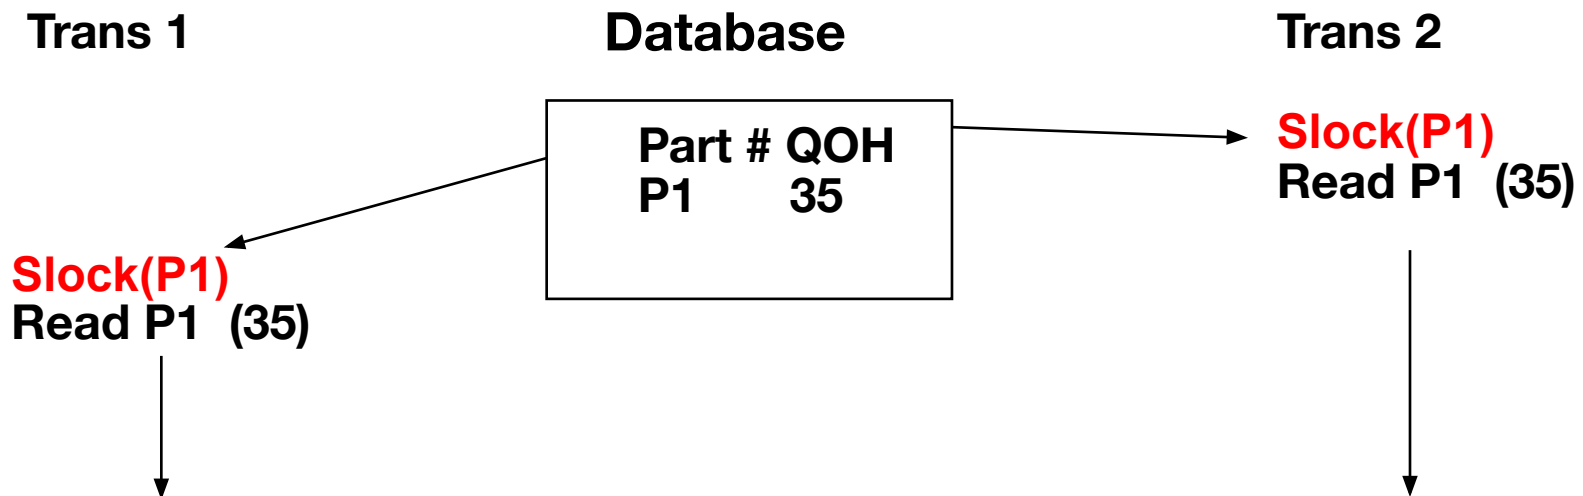 Trans 1
Database
Trans 2
Part # QOH
P1 35
Slock(P1)
Read P1 (35)
Slock(P1)
Read P1 (35)